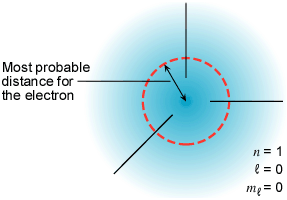 Most probable
distance for
the electron
n = 1
ℓ = 0
mℓ = 0